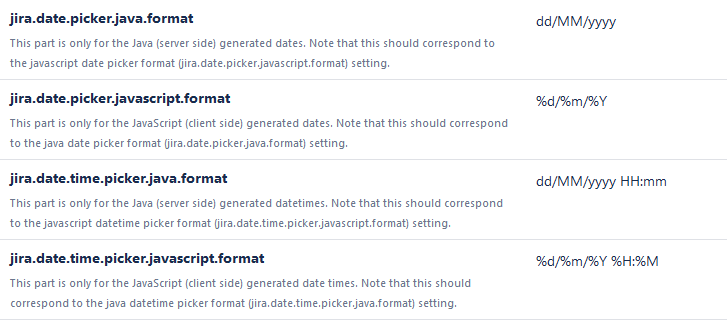 jira.date.picker.java.format
dd/MM/yyyy
This part is only for the Java (server side) generated dates. Note that this should correspond to
the javascript date picker format (jira.date.picker.javascript.format) setting.
jira.date.picker.javascript.format
%d/%m/%Y
This part is only for the JavaScript (client side) generated dates. Note that this should correspond
to the java date picker format (jira.date.picker.java.format) setting.
jira.date.time.picker.java.format
dd/MM/yyyy HH:mm
This part is only for the Java (server side) generated datetimes. Note that this should correspond
to the javascript datetime picker format (jira.date.time.picker.javascript.format) setting.
jira.date.time.picker.javascript.format
%d/%m/%Y %H:%M
This part is only for the JavaScript (client side) generated date times. Note that this should
correspond to the java datetime picker format (jira.date.time.picker.java.format) setting.